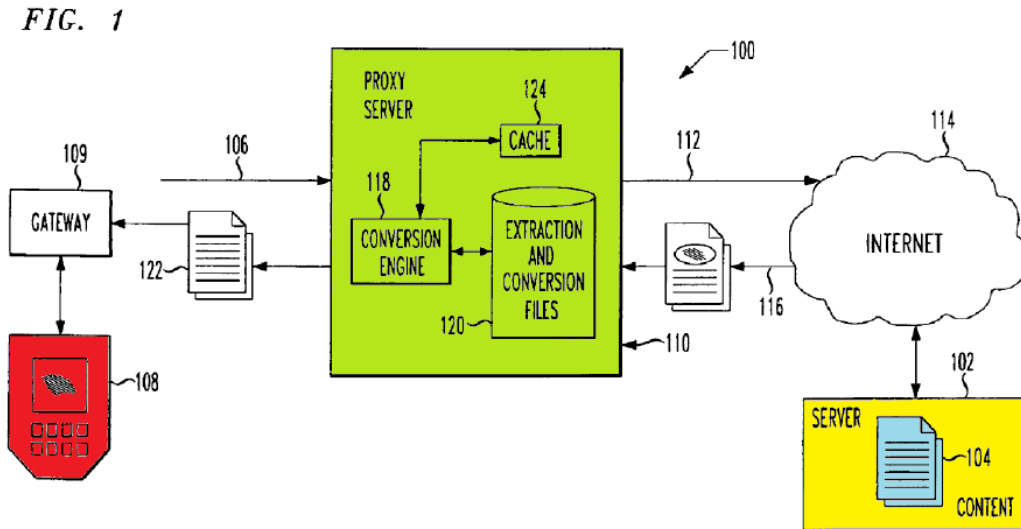 FIG. 1
100
PROXY
SERVER
124
CACHE
114
109
106
112
118
GATEWAY
CONVERSION
ENGINE
EXTRACTION
AND
CONVERSION
FILES
INTERNET
122
116
120
110
108
102
SERVER
104
CONTENT